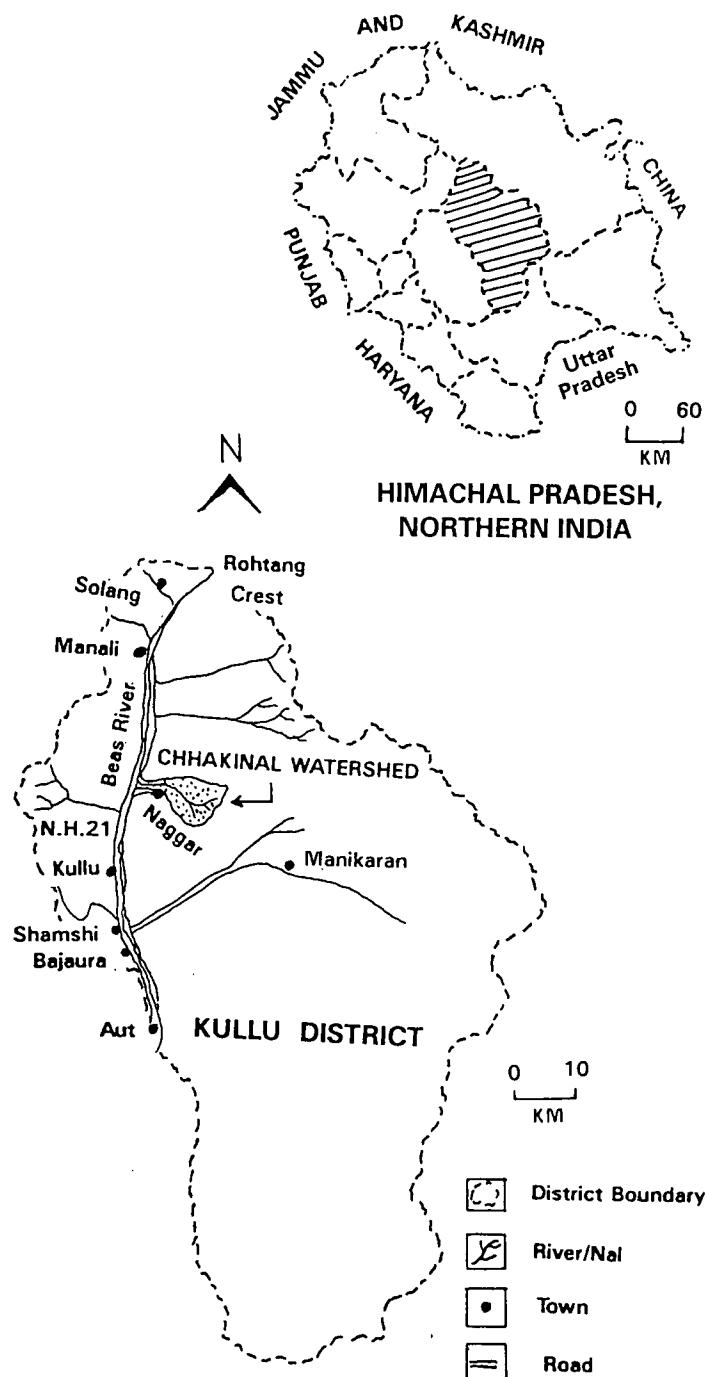 JAMMU AND KASHMIR
CHINA
PUNJAB
HARYANA
Uttar
Pradesh
0 60
KM
HIMACHAL PRADESH,
NORTHERN INDIA
N
Rohtang
Crest
Solang
Manali
Beas River
CHHAKINAL WATERSHED
Naggar
N.H.21
Kullu
Manikaran
Shamshi
Bajaura
Aut
KULLU DISTRICT
0 10
KM
District Boundary
River/Nal
Town
Road